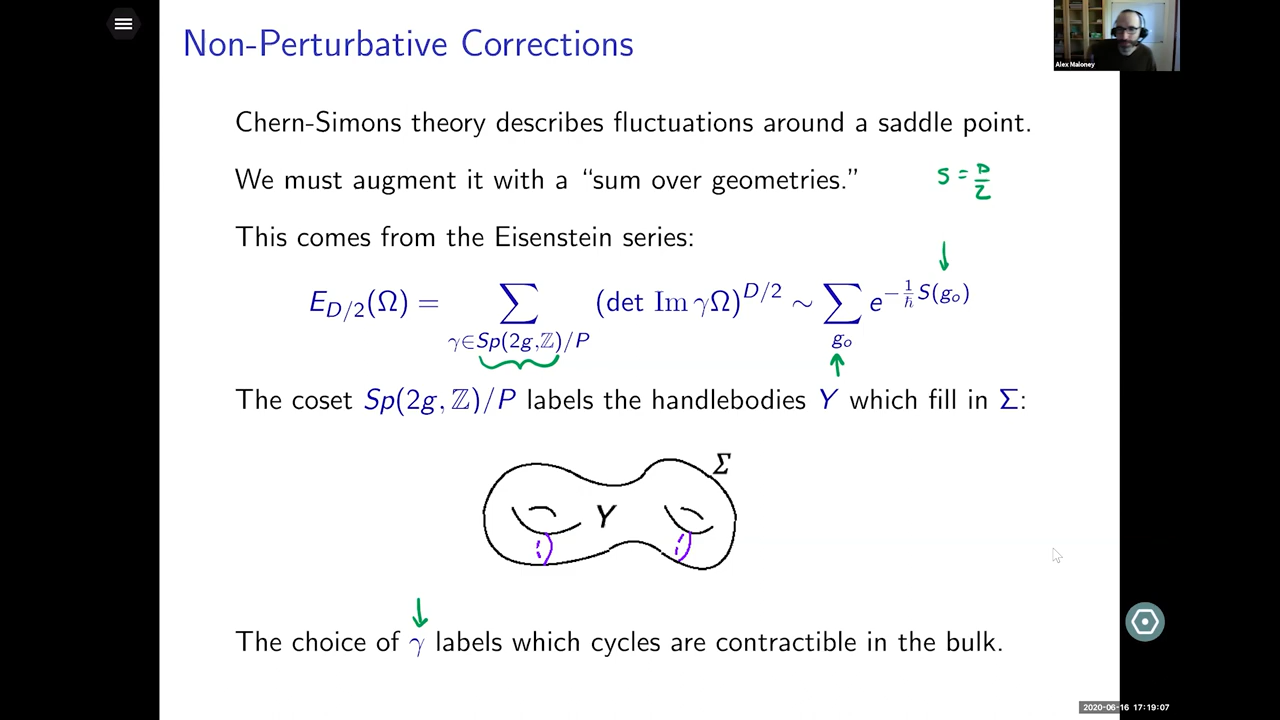 Non-Perturbative Corrections
Alex Maloney
Chern-Simons theory describes fluctuations around a saddle point.
We must augment it with a “sum over geometries.”
S = D/2
This comes from the Eisenstein series:
E_{D/2}(Ω) = ∑_{γ∈Sp(2g,ℤ)/P} (det Im γΩ)^{D/2} ∼ ∑_{g₀} e^{−\frac{1}{ħ}S(g₀)}
The coset Sp(2g, ℤ)/P labels the handlebodies Y which fill in Σ:
Σ
Y
The choice of γ labels which cycles are contractible in the bulk.
2020-06-16 17:19:07